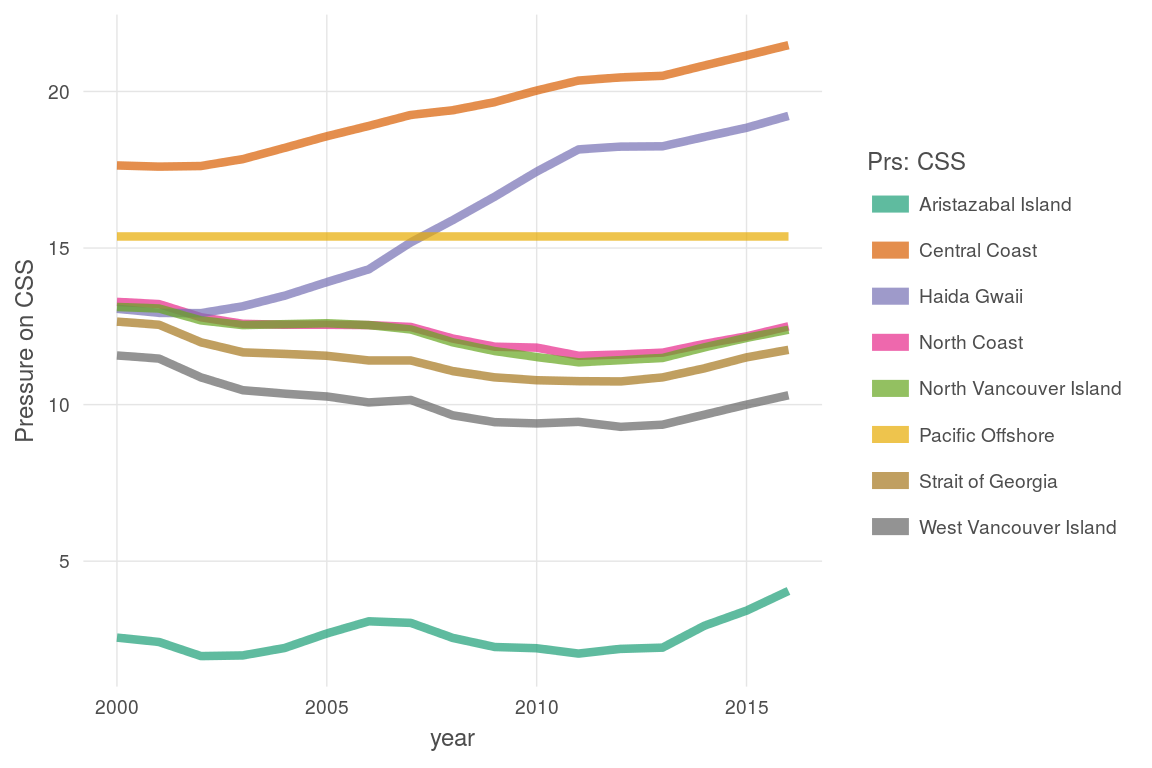 Pressure on CSS
20
15
10
5
2000
2005
2010
2015
year
Prs: CSS
Aristazabal Island
Central Coast
Haida Gwaii
North Coast
North Vancouver Island
Pacific Offshore
Strait of Georgia
West Vancouver Island